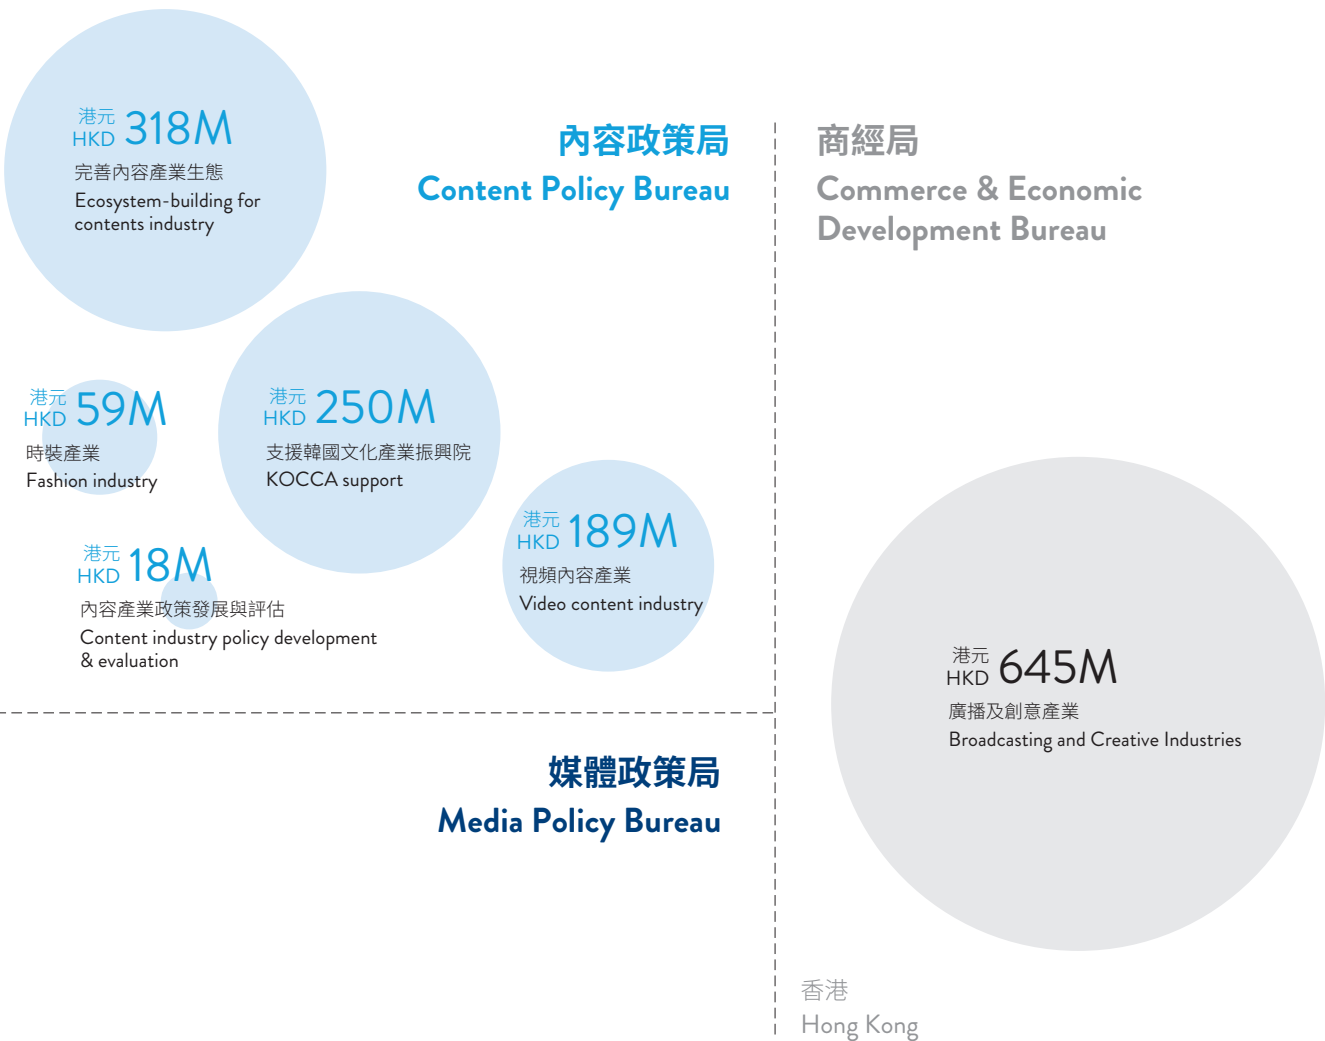 港元
HKD 318M
完善內容產業生態
Ecosystem-building for
contents industry
內容政策局
Content Policy Bureau
商經局
Commerce & Economic
Development Bureau
港元
HKD 59M
時裝產業
Fashion industry
港元
HKD 250M
支援韓國文化產業振興院
KOCCA support
港元
HKD 189M
視頻內容產業
Video content industry
港元
HKD 18M
內容產業政策發展與評估
Content industry policy development
& evaluation
港元
HKD 645M
廣播及創意產業
Broadcasting and Creative Industries
媒體政策局
Media Policy Bureau
香港
Hong Kong